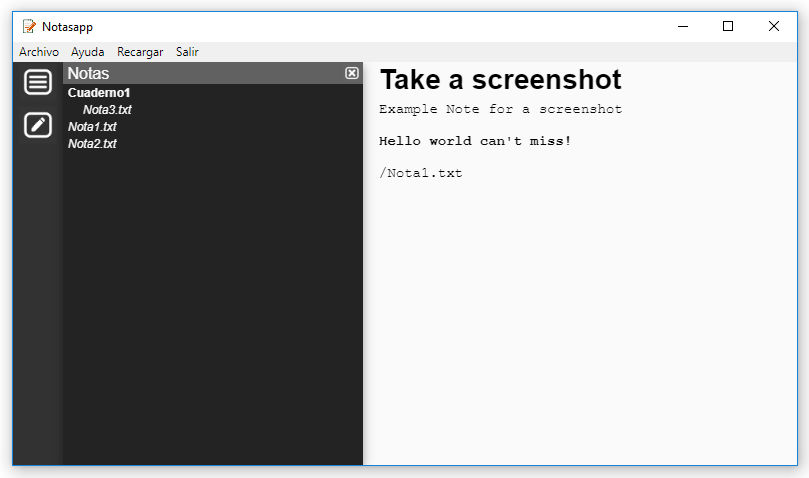 Notasapp
Archivo Ayuda Recargar Salir
Notas
Cuaderno1
Nota3.txt
Nota1.txt
Nota2.txt
Take a screenshot
Example Note for a screenshot
Hello world can't miss!
/Nota1.txt